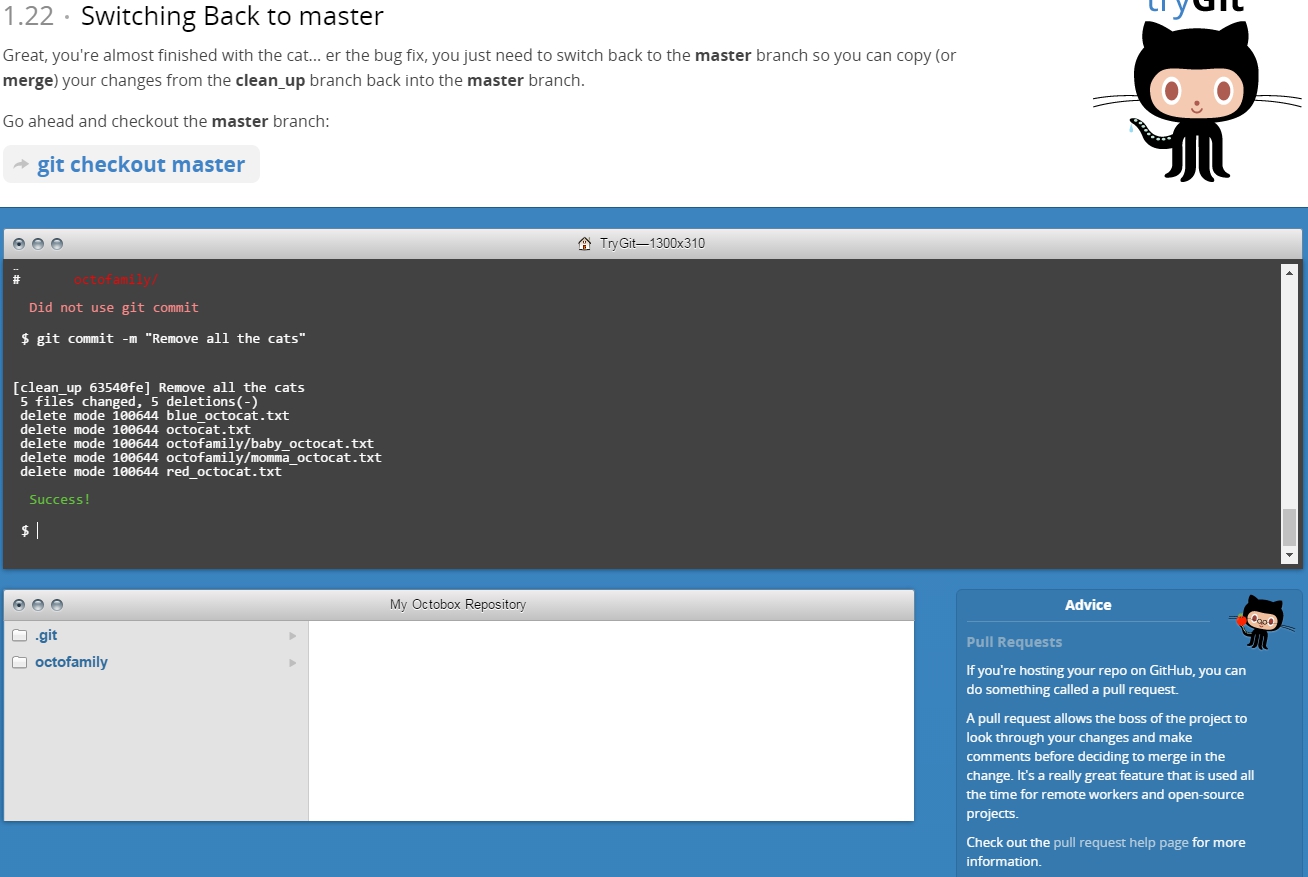 tryGit
1.22 · Switching Back to master
Great, you're almost finished with the cat... er the bug fix, you just need to switch back to the master branch so you can copy (or
merge) your changes from the clean_up branch back into the master branch.
Go ahead and checkout the master branch:
git checkout master
TryGit—1300x310
# octofamily/
Did not use git commit
$ git commit -m "Remove all the cats"
[clean_up 63540fe] Remove all the cats
5 files changed, 5 deletions(-)
delete mode 100644 blue_octocat.txt
delete mode 100644 octocat.txt
delete mode 100644 octofamily/baby_octocat.txt
delete mode 100644 octofamily/momma_octocat.txt
delete mode 100644 red_octocat.txt
Success!
$
My Octobox Repository
.git
octofamily
Advice
Pull Requests
If you're hosting your repo on GitHub, you can
do something called a pull request.
A pull request allows the boss of the project to
look through your changes and make
comments before deciding to merge in the
change. It's a really great feature that is used all
the time for remote workers and open-source
projects.
Check out the pull request help page for more
information.